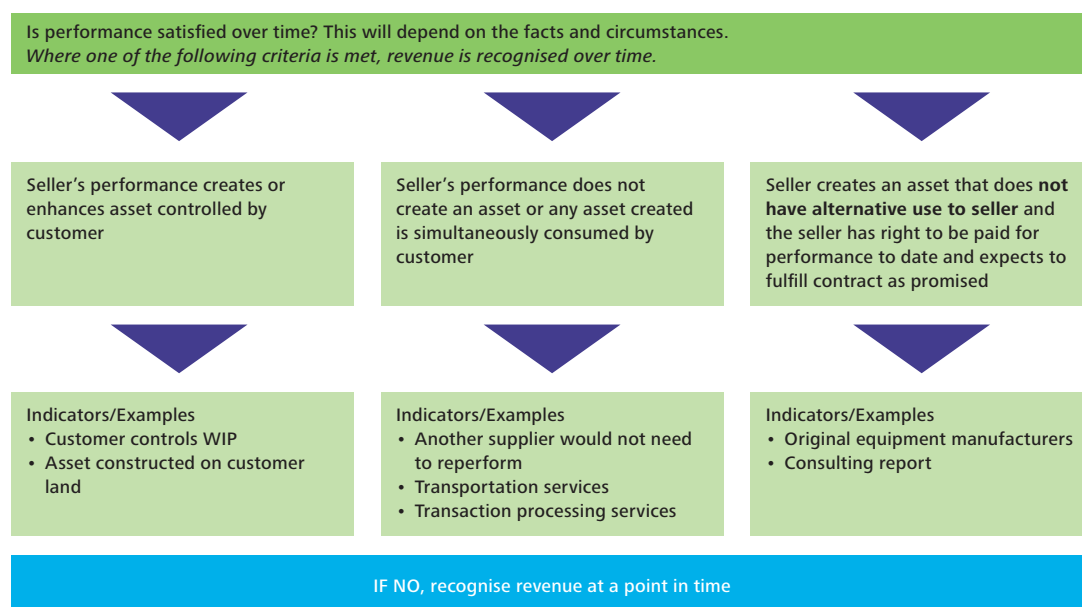 Is performance satisfied over time? This will depend on the facts and circumstances.
Where one of the following criteria is met, revenue is recognised over time.
Seller's performance creates or
enhances asset controlled by
customer
Seller's performance does not
create an asset or any asset created
is simultaneously consumed by
customer
Seller creates an asset that does not
have alternative use to seller and
the seller has right to be paid for
performance to date and expects to
fulfill contract as promised
Indicators/Examples
• Customer controls WIP
• Asset constructed on customer
land
Indicators/Examples
• Another supplier would not need
to reperform
• Transportation services
• Transaction processing services
Indicators/Examples
• Original equipment manufacturers
• Consulting report
IF NO, recognise revenue at a point in time